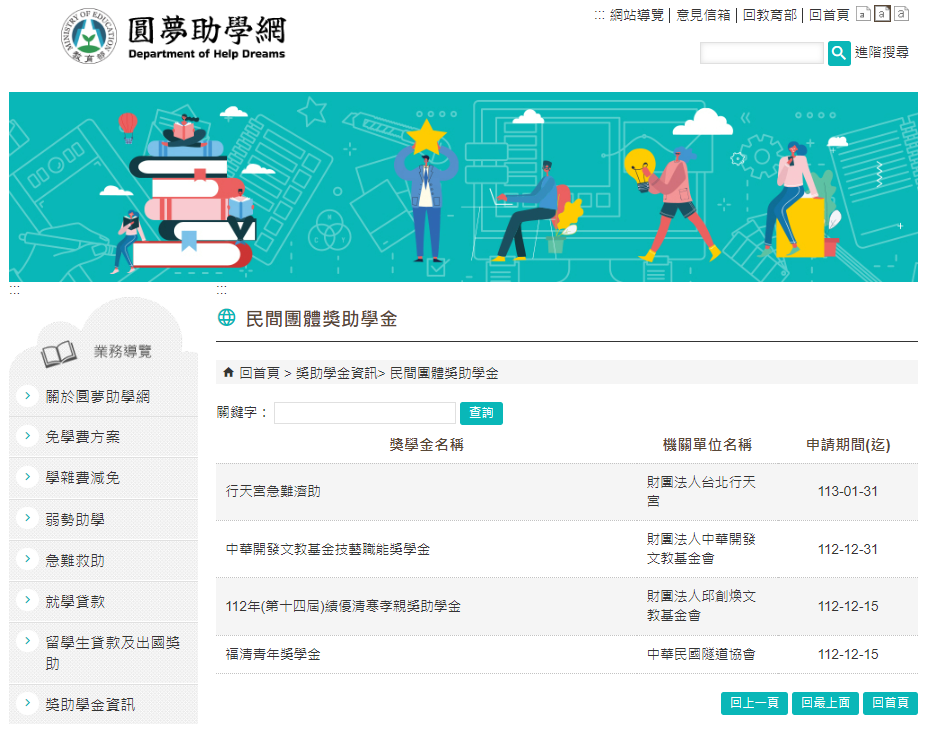 MINISTRY OF EDUCATION
教育部
圓夢助學網
Department of Help Dreams
::: 網站導覽 | 意見信箱 | 回教育部 | 回首頁 a a a
進階搜尋
:::
業務導覽
關於圓夢助學網
免學費方案
學雜費減免
弱勢助學
急難救助
就學貸款
留學生貸款及出國獎
助
獎助學金資訊
:::
民間團體獎助學金
回首頁 > 獎助學金資訊> 民間團體獎助學金
關鍵字： 查詢
獎學金名稱 機關單位名稱 申請期間(迄)
行天宮急難濟助 財團法人台北行天
宮 113-01-31
中華開發文教基金技藝職能獎學金 財團法人中華開發
文教基金會 112-12-31
112年(第十四屆)績優清寒孝親獎助學金 財團法人邱創煥文
教基金會 112-12-15
福清青年獎學金 中華民國隧道協會 112-12-15
回上一頁 回最上面 回首頁